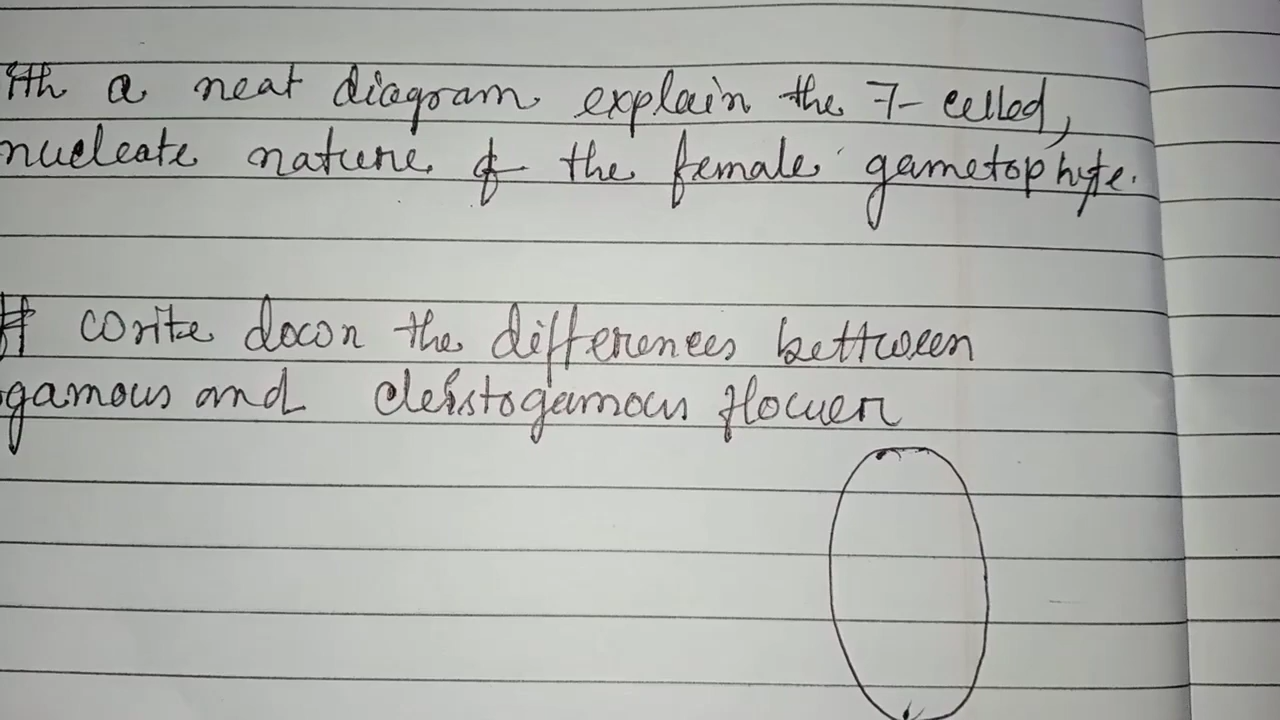 ith a neat diagram explain the 7-celled,
nucleate nature of the female gametophyte.
# Write down the differences bettween
gamous and cleistogamous flower